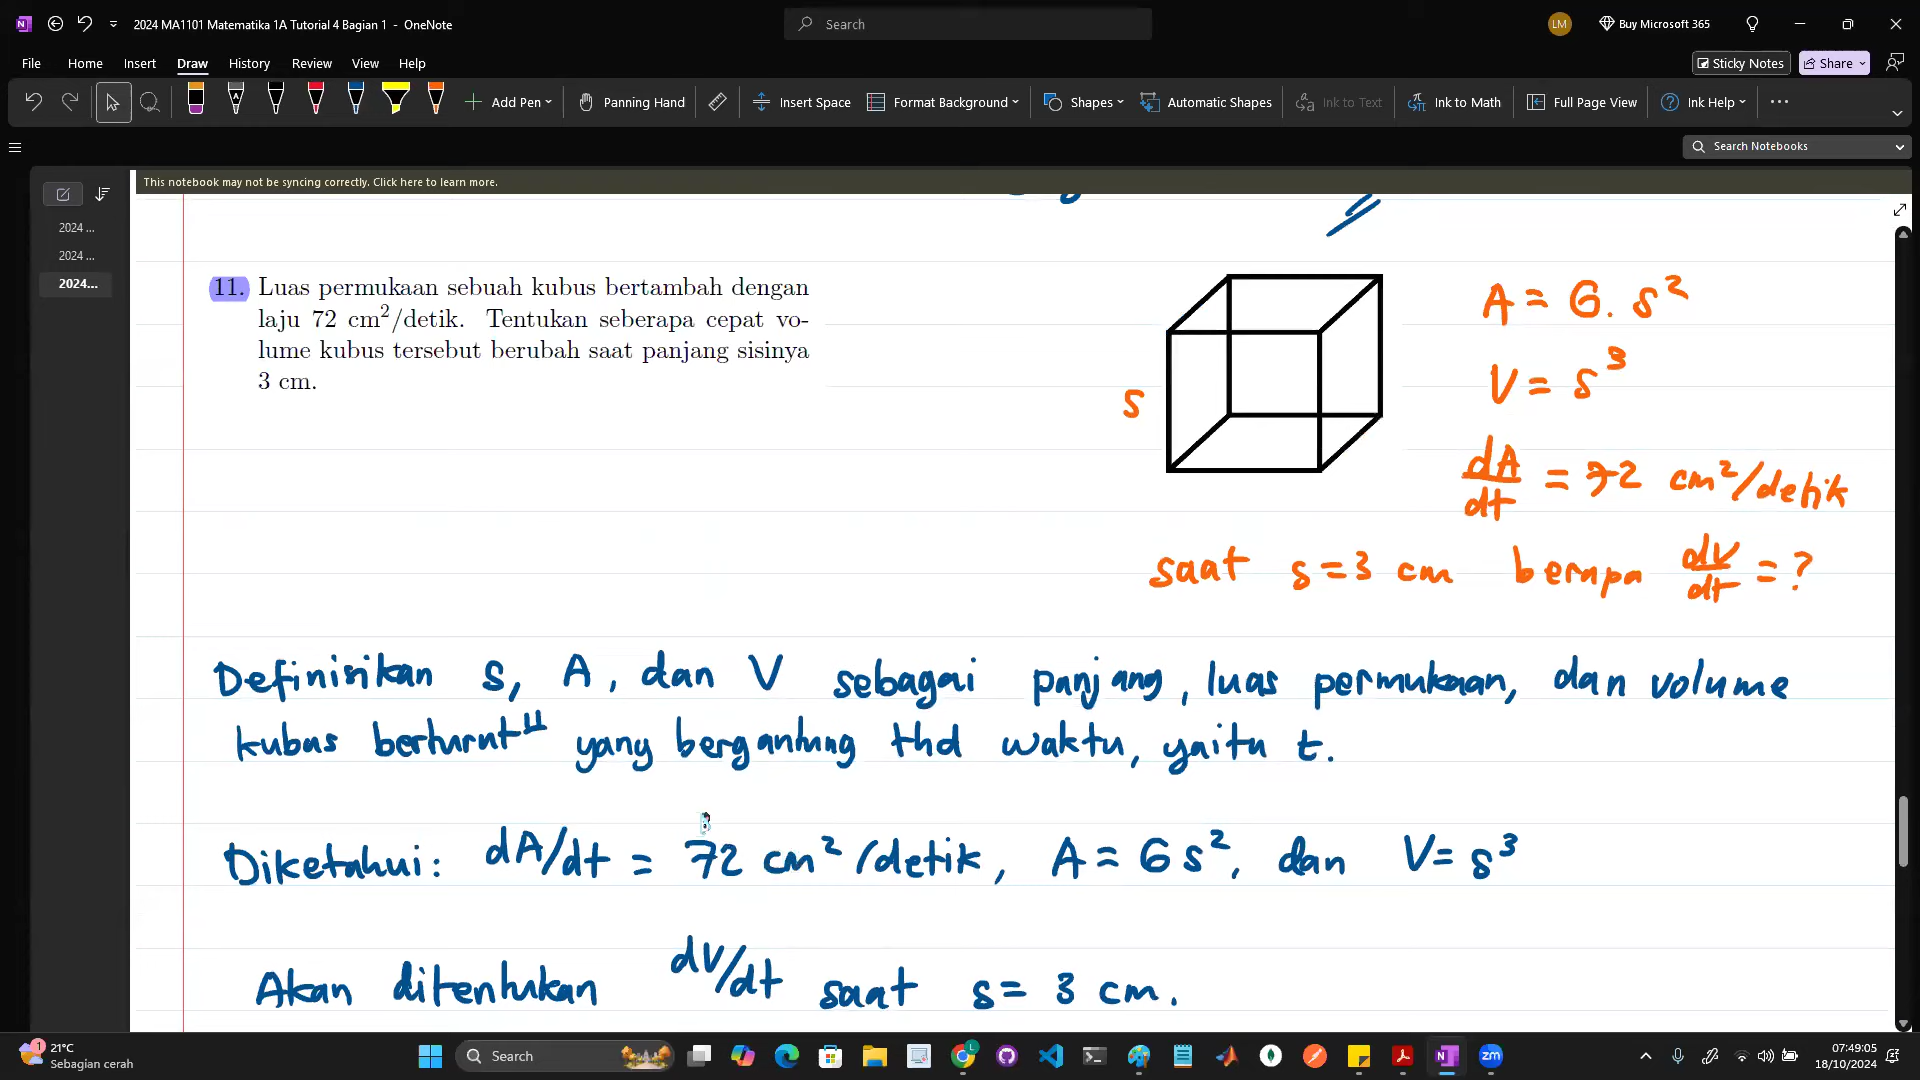 2024 MA1101 Matematika 1A Tutorial 4 Bagian 1 - OneNote
Search
LM
Buy Microsoft 365
File Home Insert Draw History Review View Help
Sticky Notes
Share
Add Pen
Panning Hand
Insert Space
Format Background
Shapes
Automatic Shapes
Ink to Text
Ink to Math
Full Page View
Ink Help
Search Notebooks
This notebook may not be syncing correctly. Click here to learn more.
2024 ...
2024 ...
2024...
11. Luas permukaan sebuah kubus bertambah dengan
laju 72 cm²/detik. Tentukan seberapa cepat vo-
lume kubus tersebut berubah saat panjang sisinya
3 cm.
s
A = 6. s²
V = s³
dA/dt = 72 cm²/detik
saat s = 3 cm berapa dV/dt = ?
Definisikan s, A, dan V sebagai panjang, luas permukaan, dan volume
kubus berturut" yang bergantung thd waktu, yaitu t.
Diketahui: dA/dt = 72 cm²/detik, A = 6s², dan V = s³
Akan ditentukan dV/dt saat s = 3 cm.
1
21°C
Sebagian cerah
Search
L
zm
07:49:05
18/10/2024